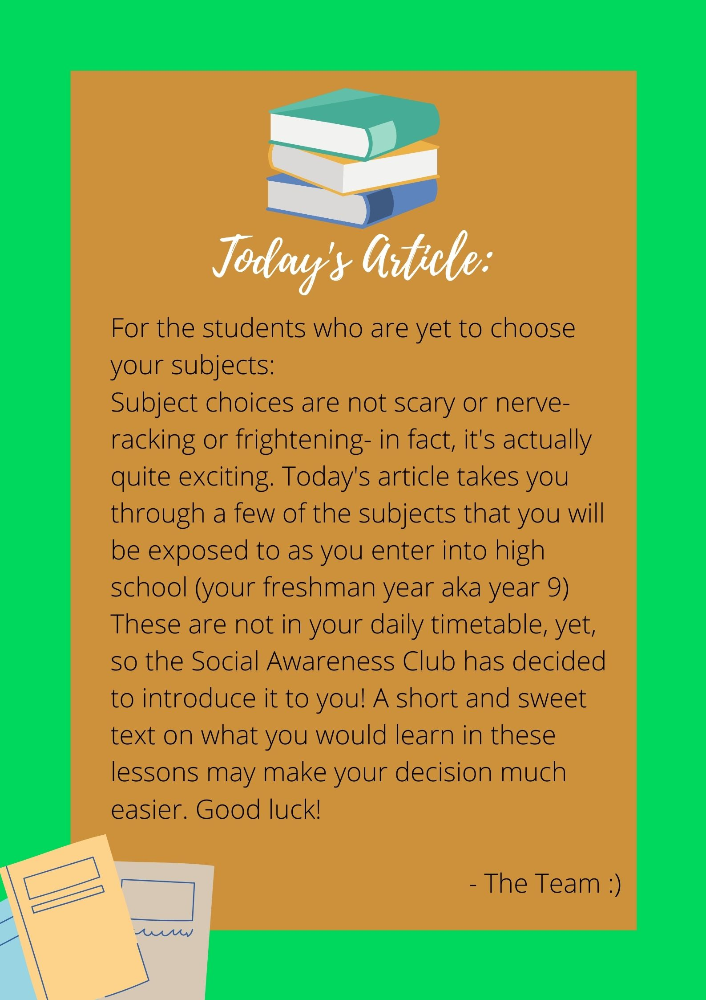 Today's Article:
For the students who are yet to choose
your subjects:
Subject choices are not scary or nerve-
racking or frightening- in fact, it's actually
quite exciting. Today's article takes you
through a few of the subjects that you will
be exposed to as you enter into high
school (your freshman year aka year 9)
These are not in your daily timetable, yet,
so the Social Awareness Club has decided
to introduce it to you! A short and sweet
text on what you would learn in these
lessons may make your decision much
easier. Good luck!
- The Team :)